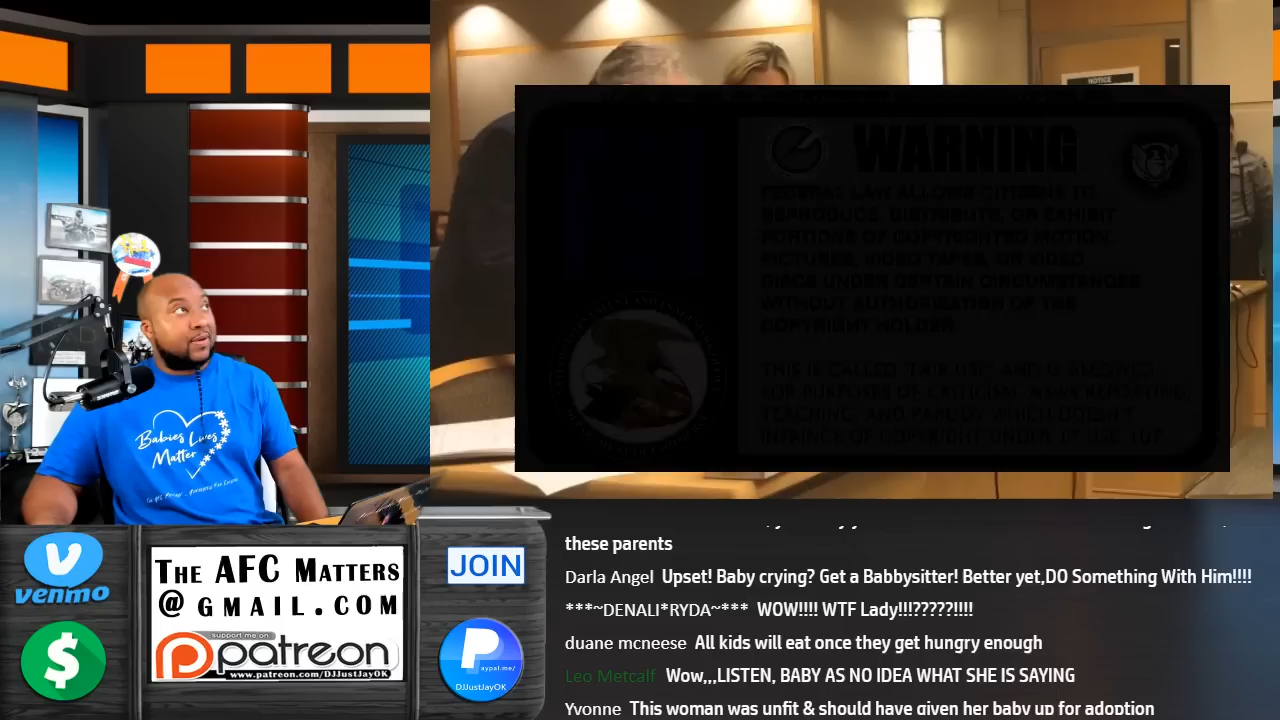 NOTICE
WARNING
FEDERAL LAW ALLOWS CITIZENS TO
REPRODUCE, DISTRIBUTE, OR EXHIBIT
PORTIONS OF COPYRIGHTED MOTION
PICTURES, VIDEO TAPES, OR VIDEO
DISCS UNDER CERTAIN CIRCUMSTANCES
WITHOUT AUTHORIZATION OF THE
COPYRIGHT HOLDER.
THIS IS CALLED "FAIR USE" AND IS ALLOWED
FOR PURPOSES OF CRITICISM, NEWS REPORTING,
TEACHING, AND PARODY WHICH DOESN'T
INFRINGE OF COPYRIGHT UNDER 17 USC 107.
Babies Lives
Matter
venmo
THE AFC MATTERS
@GMAIL.COM
support me on
patreon
www.patreon.com/DJJustJayOK
JOIN
Paypal.me/
DJJustJayOK
these parents
Darla Angel Upset! Baby crying? Get a Babbysitter! Better yet,DO Something With Him!!!!
***~DENALI*RYDA~*** WOW!!!! WTF Lady!!!?????!!!!
duane mcneese All kids will eat once they get hungry enough
Leo Metcalf Wow,,,LISTEN, BABY AS NO IDEA WHAT SHE IS SAYING
Yvonne This woman was unfit & should have given her baby up for adoption